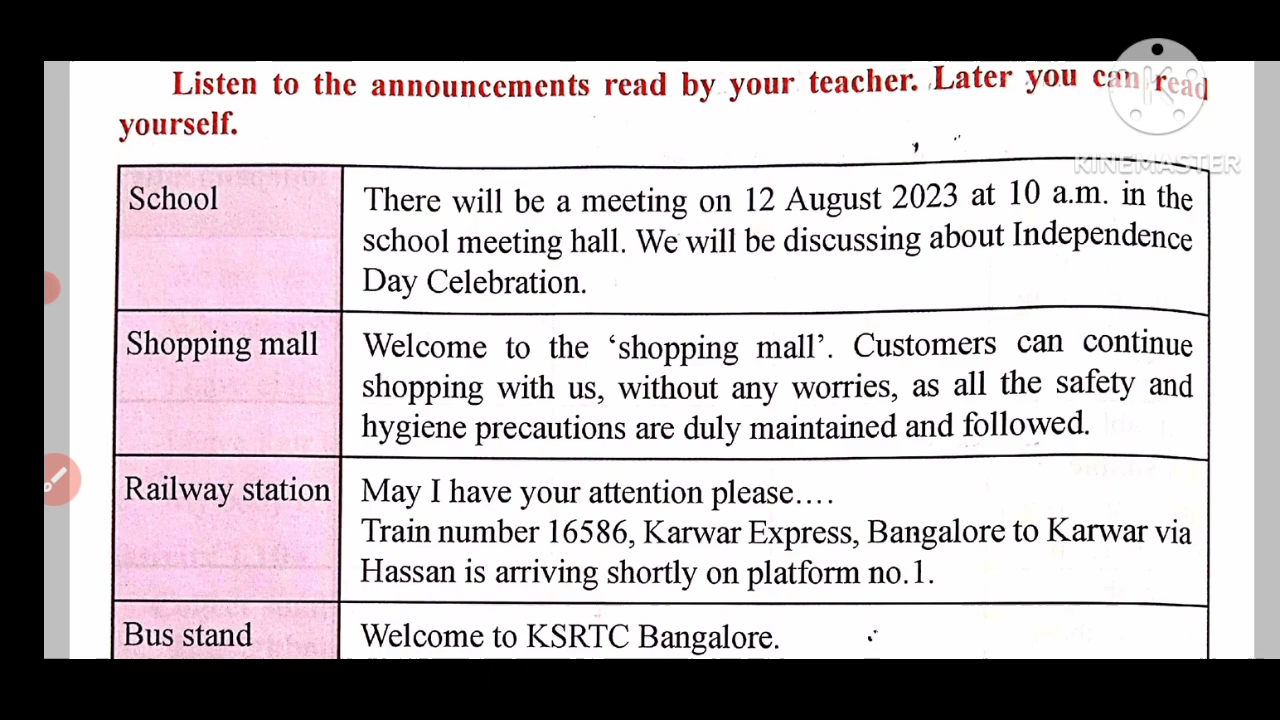 Listen to the announcements read by your teacher. Later you can read
yourself.
KINEMASTER
School
There will be a meeting on 12 August 2023 at 10 a.m. in the
school meeting hall. We will be discussing about Independence
Day Celebration.
Shopping mall
Welcome to the ‘shopping mall’. Customers can continue
shopping with us, without any worries, as all the safety and
hygiene precautions are duly maintained and followed.
Railway station
May I have your attention please....
Train number 16586, Karwar Express, Bangalore to Karwar via
Hassan is arriving shortly on platform no.1.
Bus stand
Welcome to KSRTC Bangalore.